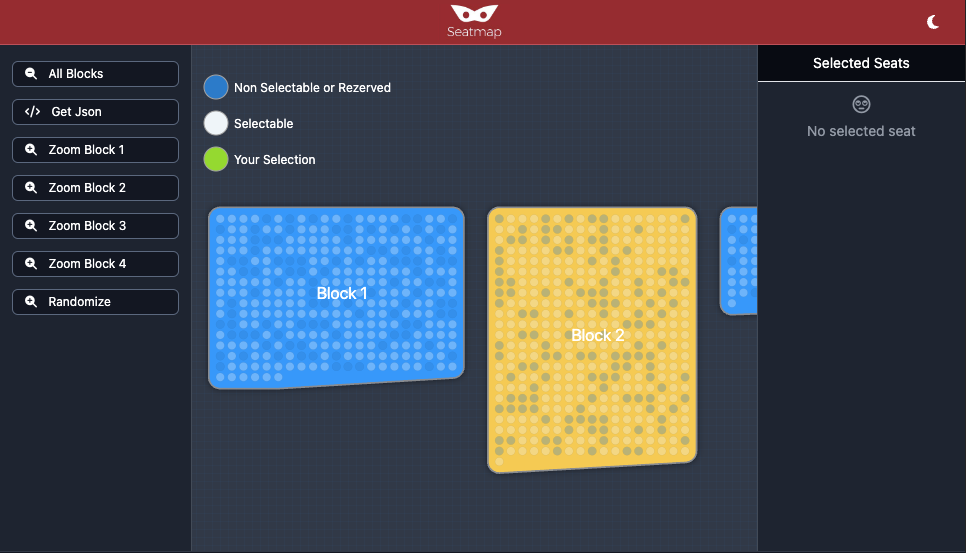 Seatmap
All Blocks
Get Json
Zoom Block 1
Zoom Block 2
Zoom Block 3
Zoom Block 4
Randomize
Non Selectable or Rezerved
Selectable
Your Selection
Block 1
Block 2
Selected Seats
No selected seat